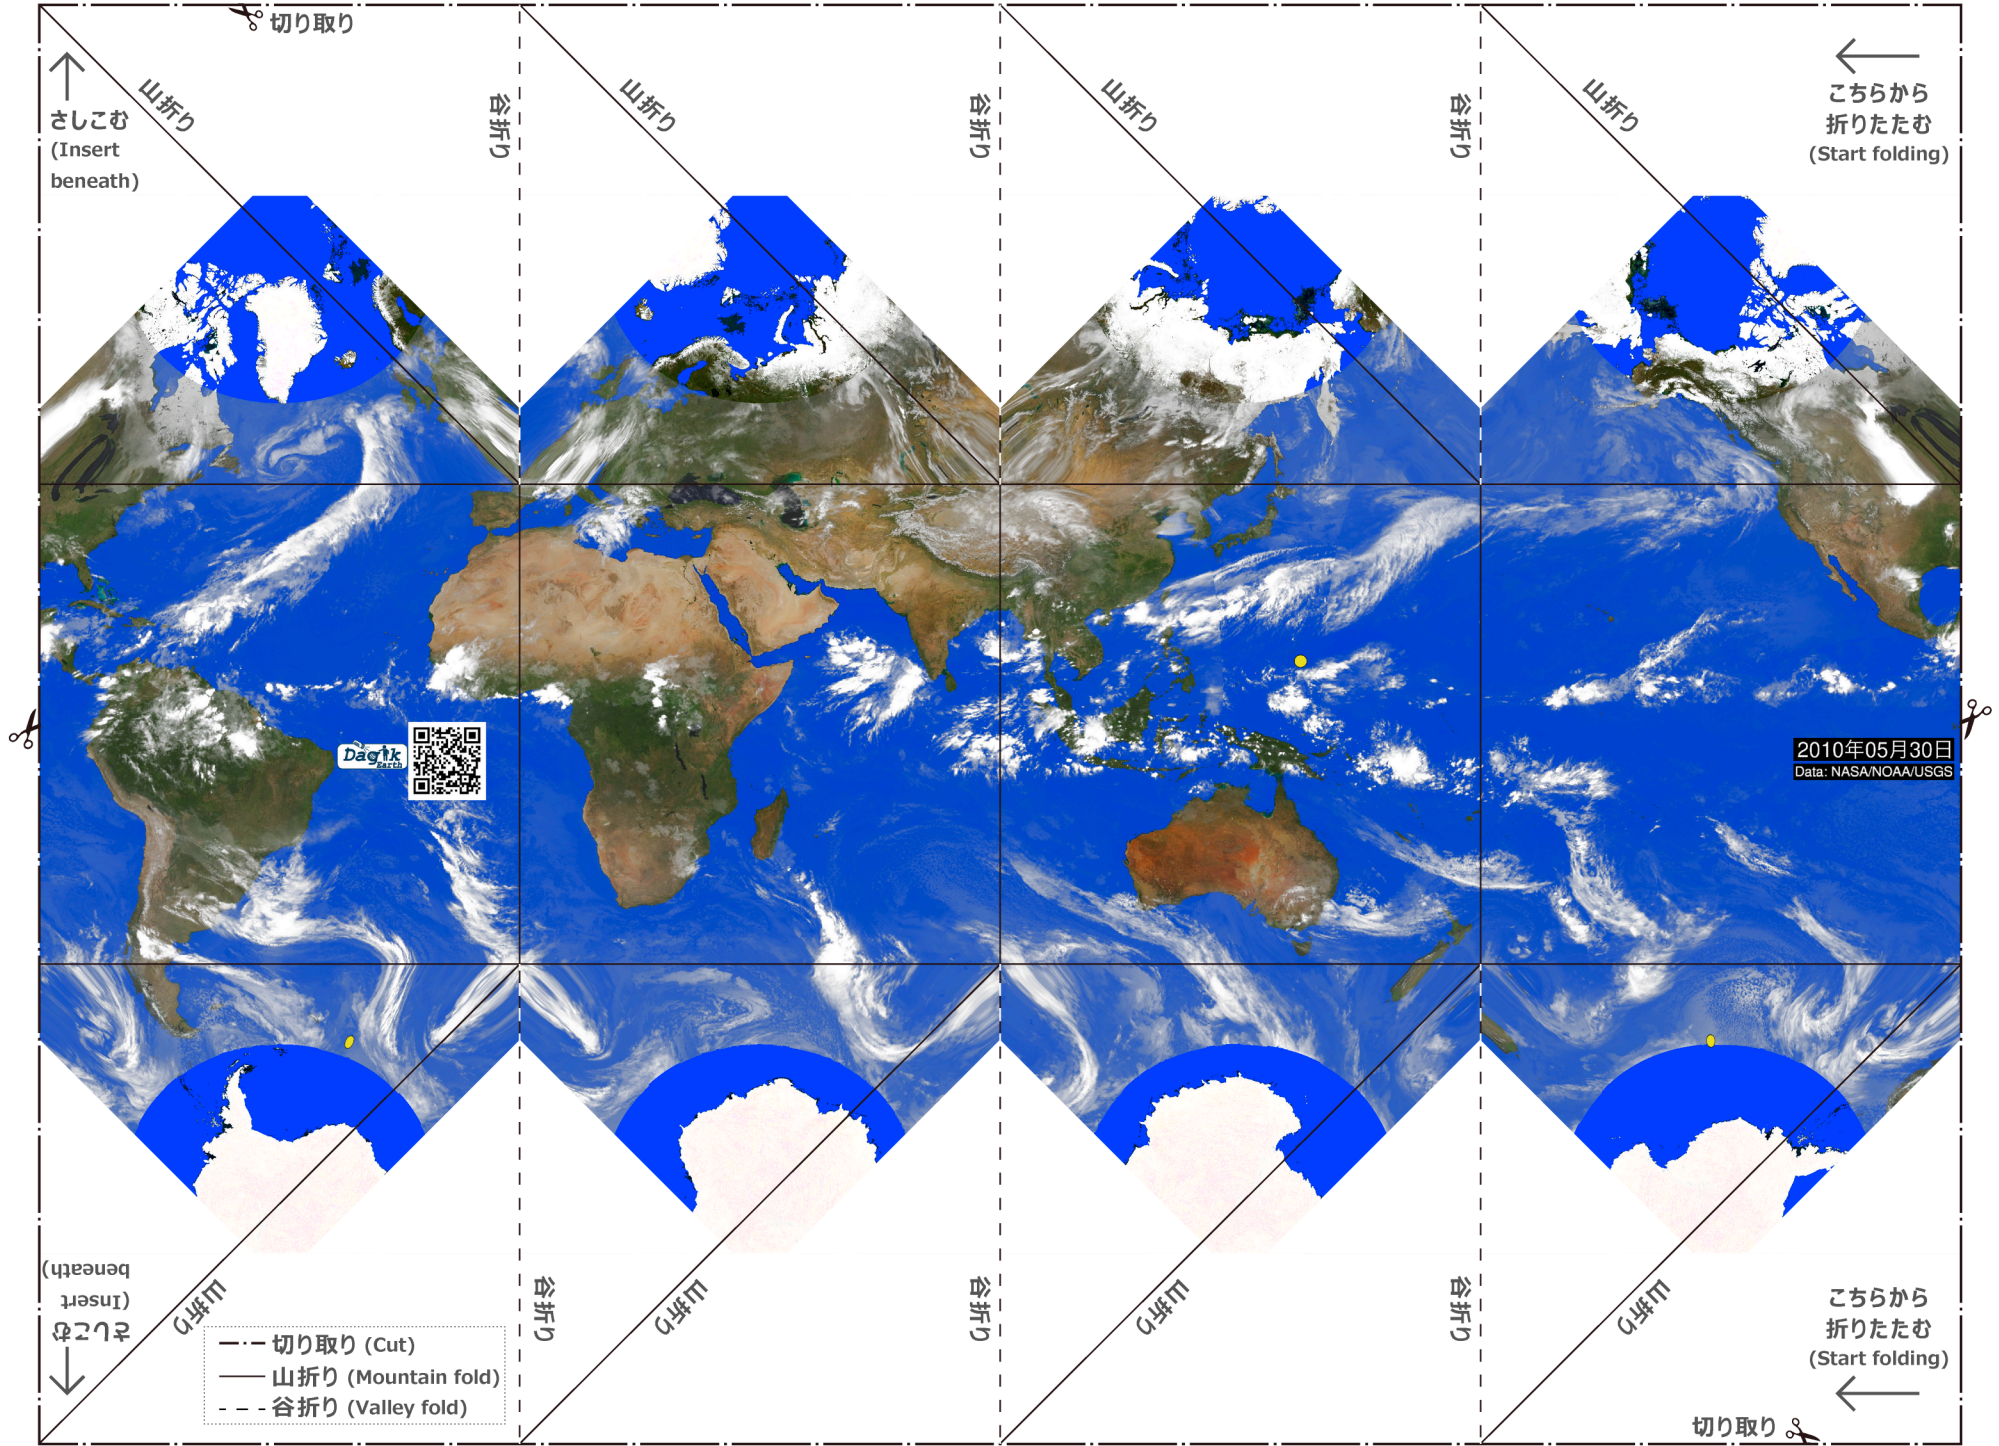 切り取り
さしこむ
(Insert
beneath)
山折り
谷折り
山折り
谷折り
山折り
谷折り
山折り
こちらから
折りたたむ
(Start folding)
Dagik
Earth
2010年05月30日
Data: NASA/NOAA/USGS
さしこむ
(Insert
beneath)
山折り
谷折り
山折り
谷折り
山折り
谷折り
山折り
こちらから
折りたたむ
(Start folding)
切り取り (Cut)
山折り (Mountain fold)
谷折り (Valley fold)
切り取り